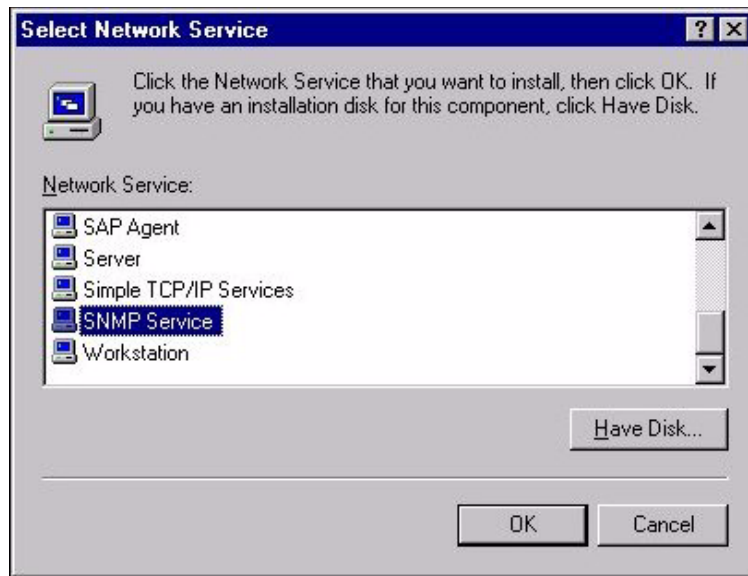 Select Network Service
Click the Network Service that you want to install, then click OK. If
you have an installation disk for this component, click Have Disk.
Network Service:
SAP Agent
Server
Simple TCP/IP Services
SNMP Service
Workstation
Have Disk...
OK Cancel